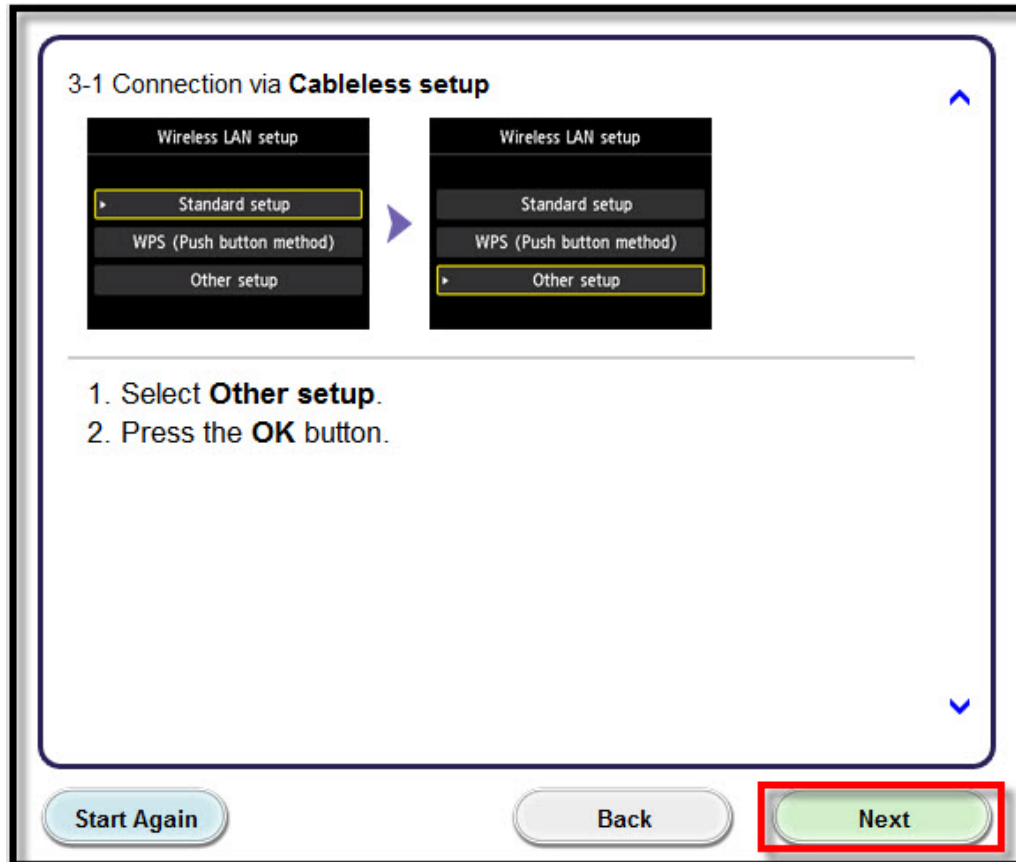 3-1 Connection via Cableless setup
Wireless LAN setup
Standard setup
WPS (Push button method)
Other setup
Wireless LAN setup
Standard setup
WPS (Push button method)
Other setup
1. Select Other setup.
2. Press the OK button.
Start Again
Back
Next